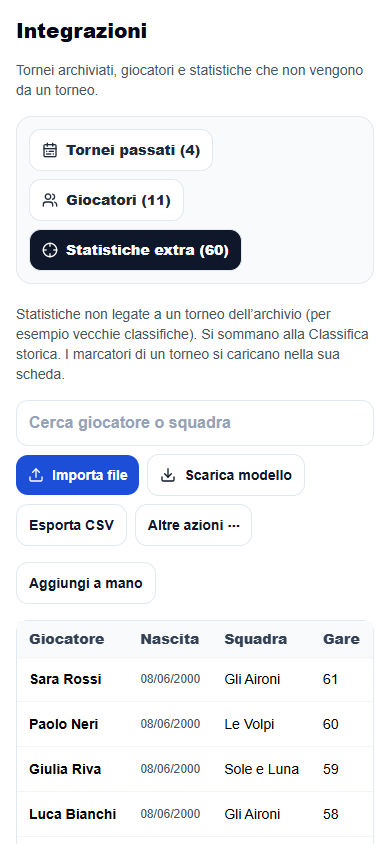 Integrazioni
Tornei archiviati, giocatori e statistiche che non vengono
da un torneo.
Tornei passati (4)
Giocatori (11)
Statistiche extra (60)
Statistiche non legate a un torneo dell'archivio (per
esempio vecchie classifiche). Si sommano alla Classifica
storica. I marcatori di un torneo si caricano nella sua
scheda.
Cerca giocatore o squadra
Importa file
Scarica modello
Esporta CSV
Altre azioni ···
Aggiungi a mano
Giocatore Nascita Squadra Gare
Sara Rossi 08/06/2000 Gli Aironi 61
Paolo Neri 08/06/2000 Le Volpi 60
Giulia Riva 08/06/2000 Sole e Luna 59
Luca Bianchi 08/06/2000 Gli Aironi 58